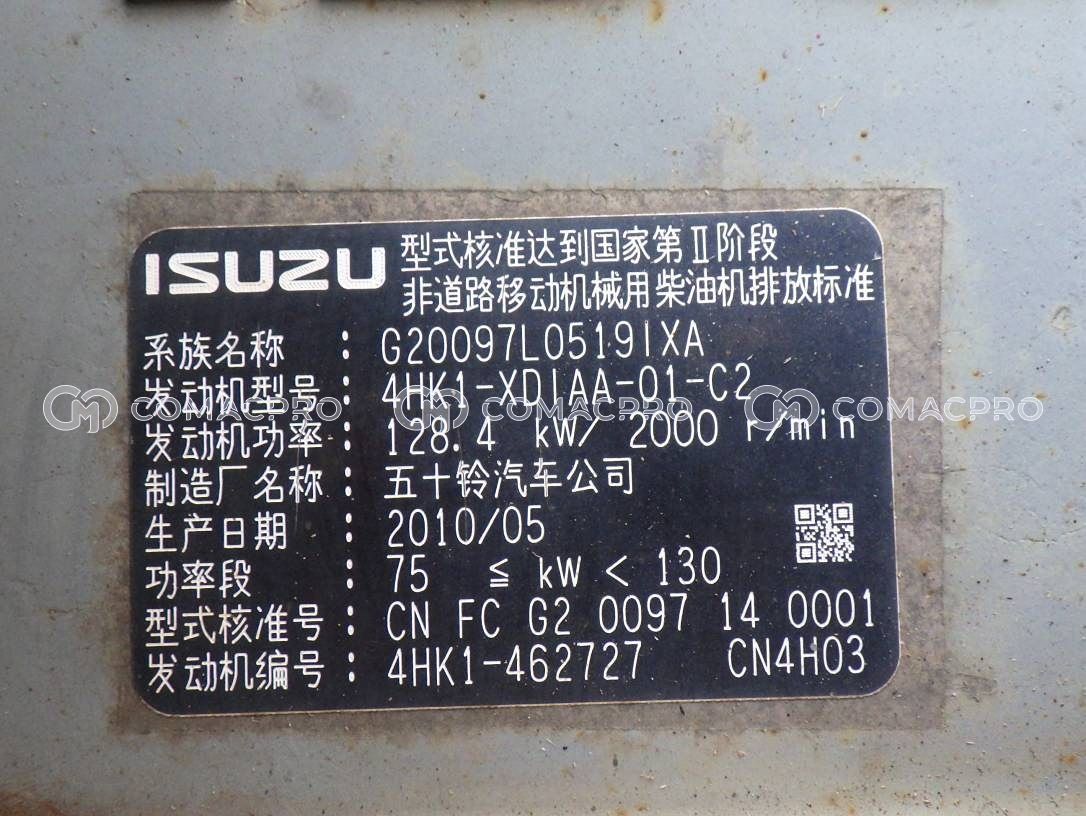 ISUZU
型式核准达到国家第Ⅱ阶段
非道路移动机械用柴油机排放标准
系族名称 : G20097L0519IXA
发动机型号 : 4HK1-XDIAA-01-C2
COMACPRO COMACPRO COMACPRO
发动机功率 : 128.4 kW/ 2000 r/min
制造厂名称 : 五十铃汽车公司
生产日期 : 2010/05
功率段 : 75 ≦ kW < 130
型式核准号 : CN FC G2 0097 14 0001
发动机编号 : 4HK1-462727 CN4H03